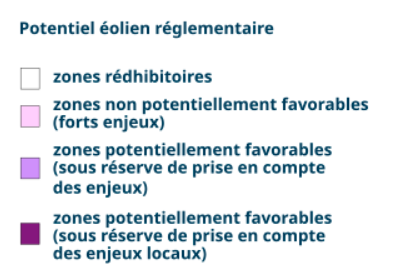 Potentiel éolien réglementaire
zones rédhibitoires
zones non potentiellement favorables
(forts enjeux)
zones potentiellement favorables
(sous réserve de prise en compte
des enjeux)
zones potentiellement favorables
(sous réserve de prise en compte
des enjeux locaux)